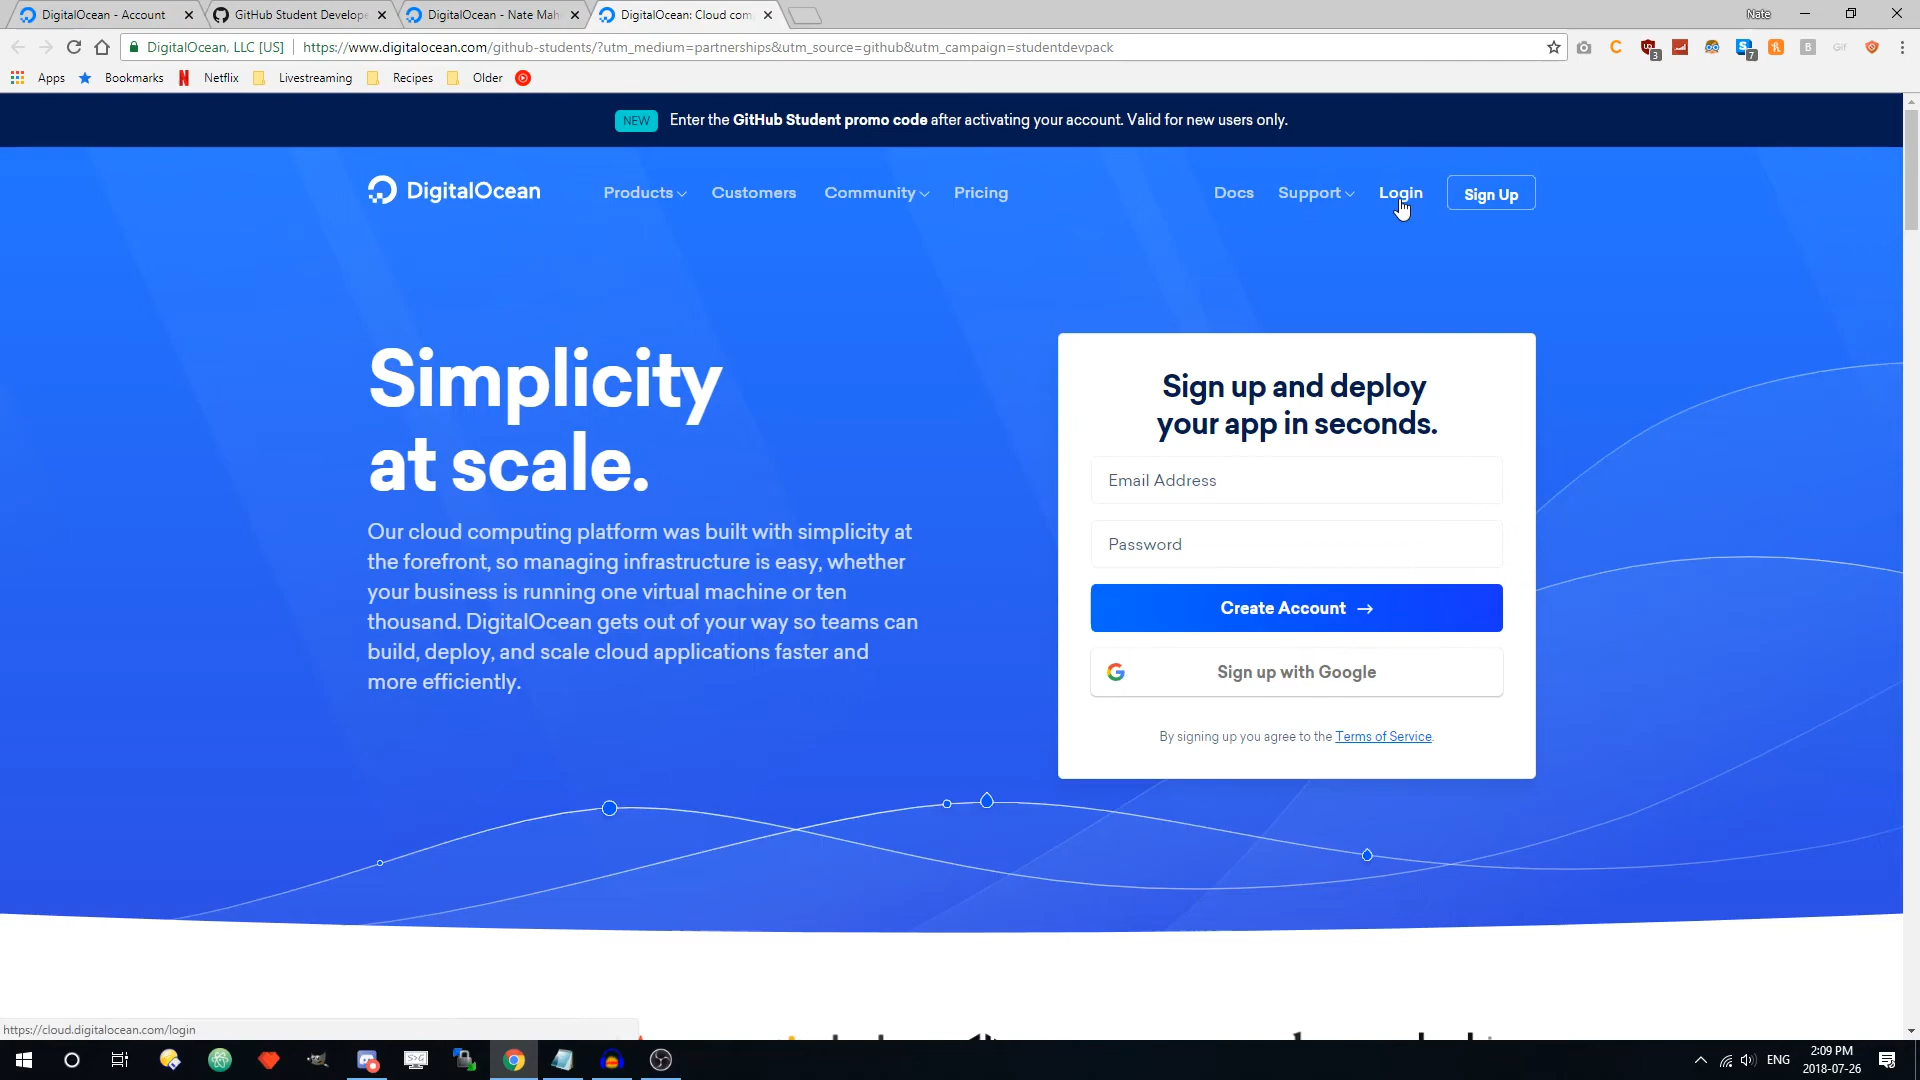 DigitalOcean - Account
GitHub Student Develope
DigitalOcean - Nate Mah
DigitalOcean: Cloud com
Nate
DigitalOcean, LLC [US]
https://www.digitalocean.com/github-students/?utm_medium=partnerships&utm_source=github&utm_campaign=studentdevpack
3
7
Apps
Bookmarks
Netflix
Livestreaming
Recipes
Older
NEW Enter the GitHub Student promo code after activating your account. Valid for new users only.
DigitalOcean
Products
Customers
Community
Pricing
Docs
Support
Login
Sign Up
Simplicity
at scale.
Our cloud computing platform was built with simplicity at
the forefront, so managing infrastructure is easy, whether
your business is running one virtual machine or ten
thousand. DigitalOcean gets out of your way so teams can
build, deploy, and scale cloud applications faster and
more efficiently.
Sign up and deploy
your app in seconds.
Email Address
Password
Create Account →
Sign up with Google
By signing up you agree to the Terms of Service.
https://cloud.digitalocean.com/login
ENG
2:09 PM
2018-07-26